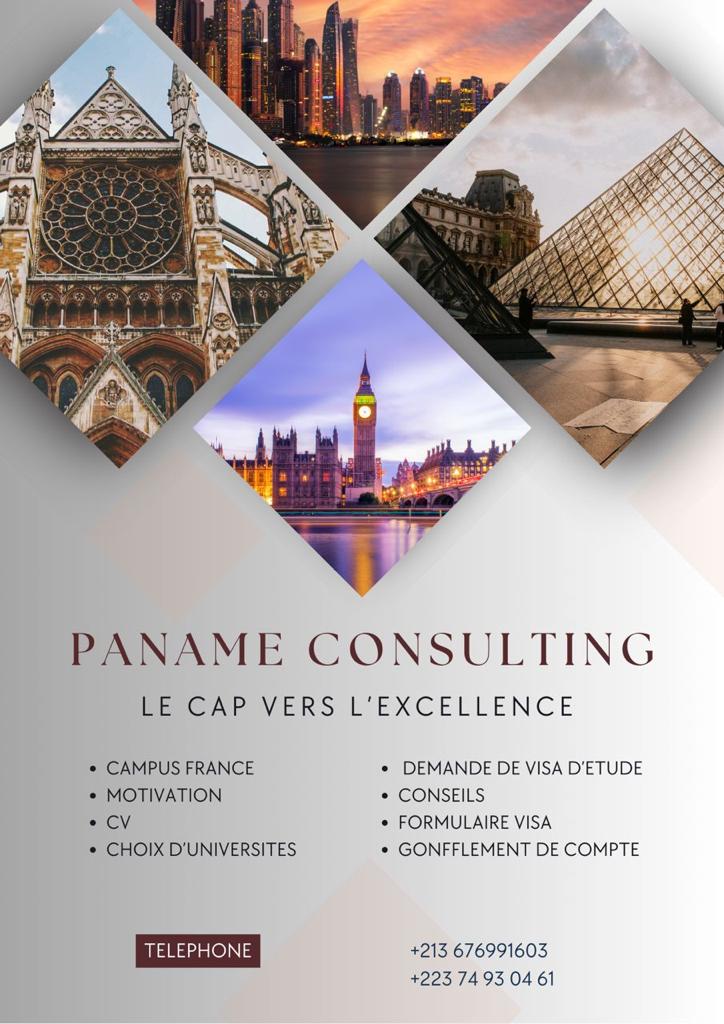 PANAME CONSULTING
LE CAP VERS L'EXCELLENCE
• CAMPUS FRANCE
• MOTIVATION
• CV
• CHOIX D'UNIVERSITES
• DEMANDE DE VISA D'ETUDE
• CONSEILS
• FORMULAIRE VISA
• GONFFLEMENT DE COMPTE
TELEPHONE
+213 676991603
+223 74 93 04 61